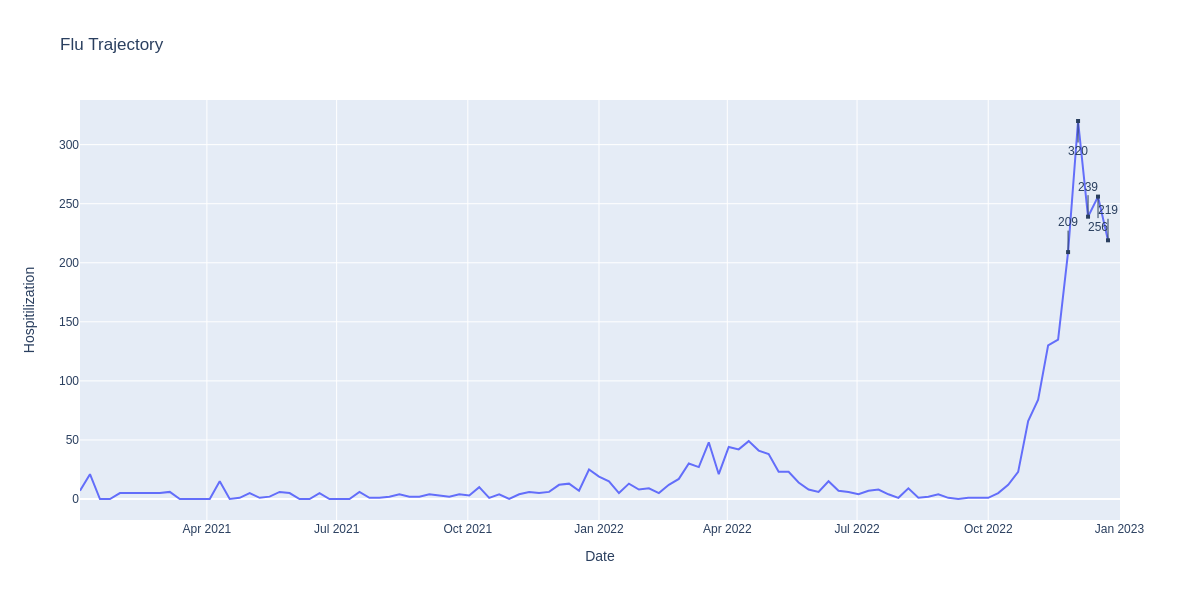 Flu Trajectory
300
250
200
150
100
50
0
Hospitilization
320
239
219
209
256
Apr 2021
Jul 2021
Oct 2021
Jan 2022
Apr 2022
Jul 2022
Oct 2022
Jan 2023
Date